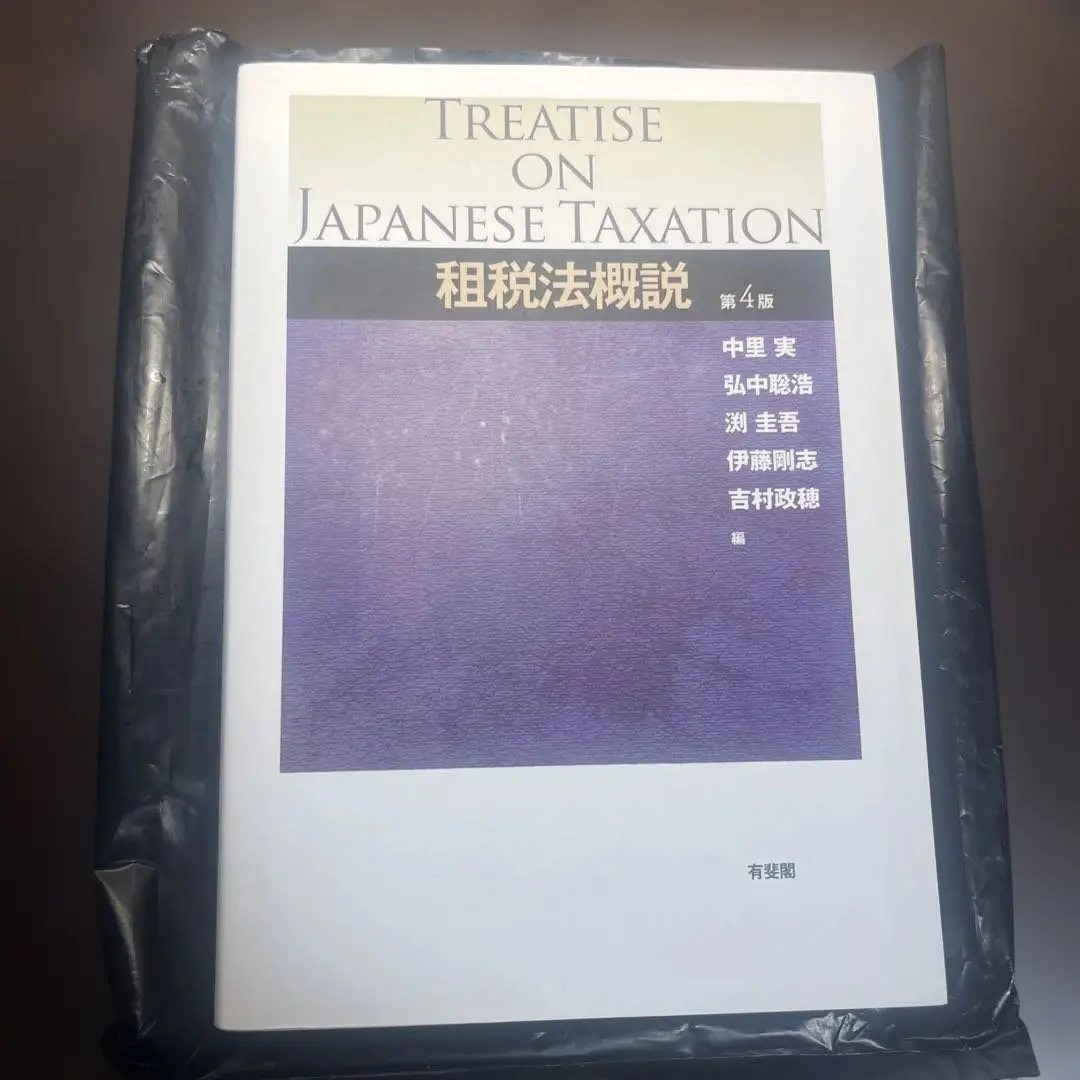 TREATISE
ON
JAPANESE TAXATION
租税法概説 第4版
中里 実
弘中聡浩
渕 圭吾
伊藤剛志
吉村政穂
編
有斐閣